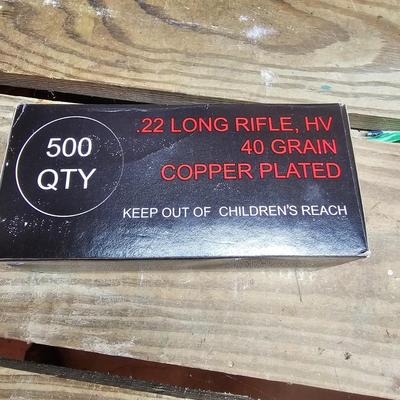 500
QTY
.22 LONG RIFLE, HV
40 GRAIN
COPPER PLATED
KEEP OUT OF CHILDREN'S REACH